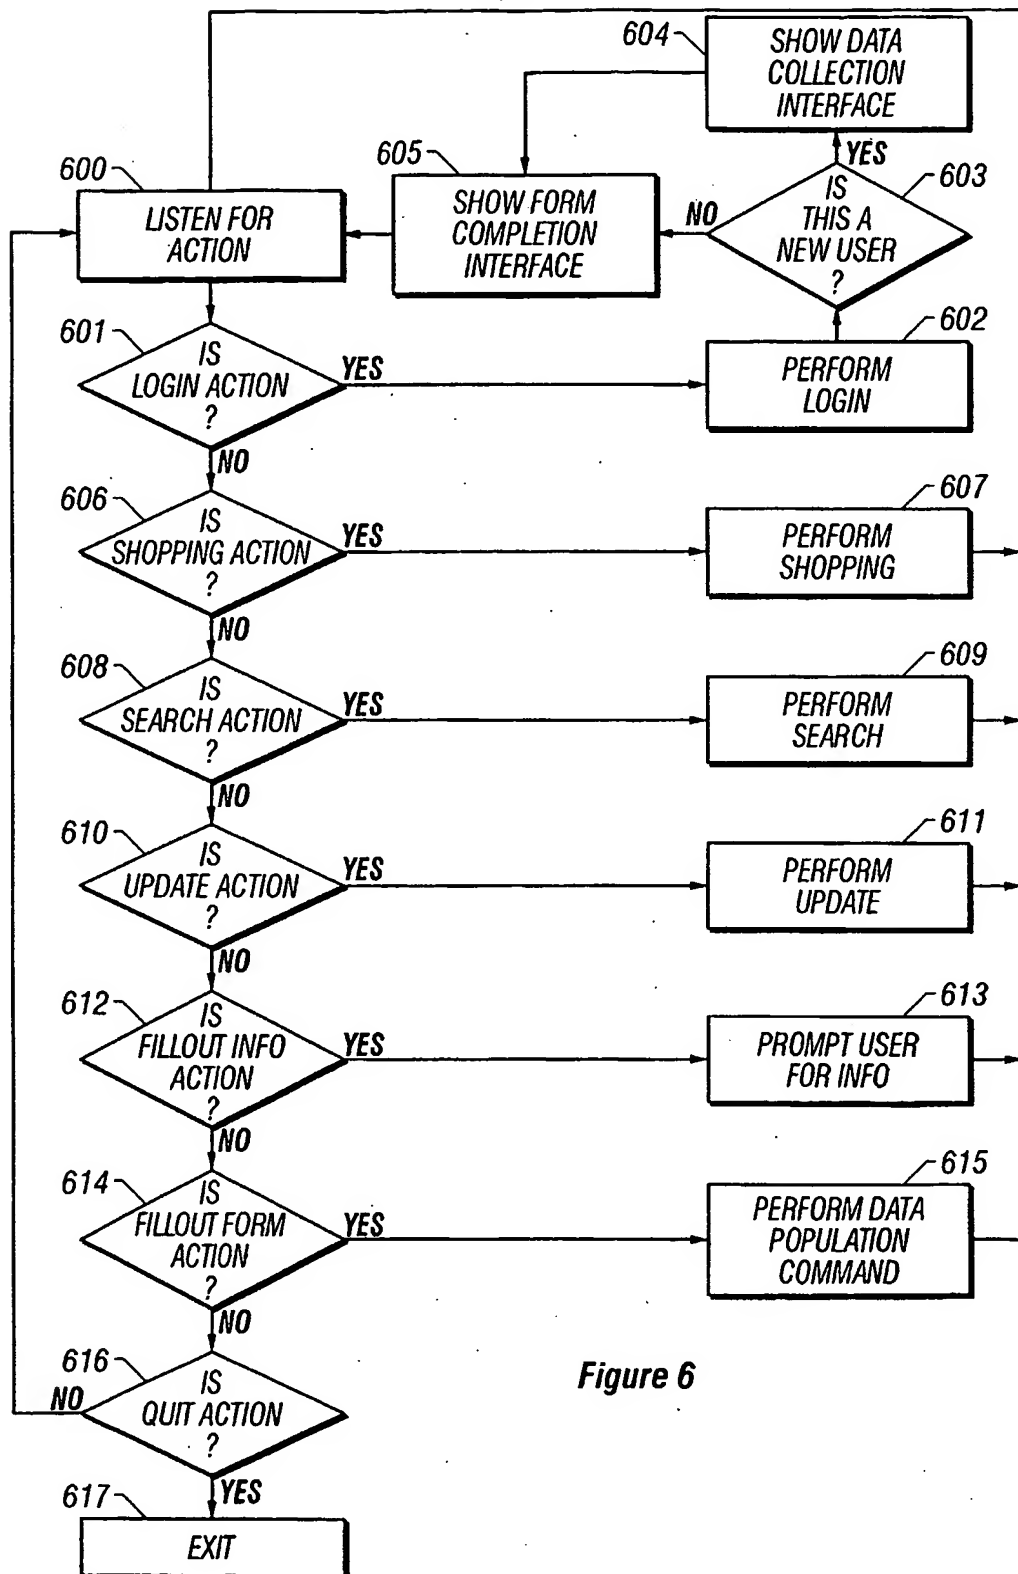 604
SHOW DATA
COLLECTION
INTERFACE
YES
603
IS
THIS A
NEW USER
?
NO
605
SHOW FORM
COMPLETION
INTERFACE
600
LISTEN FOR
ACTION
601
IS
LOGIN ACTION
?
YES
602
PERFORM
LOGIN
NO
606
IS
SHOPPING ACTION
?
YES
607
PERFORM
SHOPPING
NO
608
IS
SEARCH ACTION
?
YES
609
PERFORM
SEARCH
NO
610
IS
UPDATE ACTION
?
YES
611
PERFORM
UPDATE
NO
612
IS
FILLOUT INFO
ACTION
?
YES
613
PROMPT USER
FOR INFO
NO
614
IS
FILLOUT FORM
ACTION
?
YES
615
PERFORM DATA
POPULATION
COMMAND
NO
616
IS
QUIT ACTION
?
NO
YES
617
EXIT
Figure 6